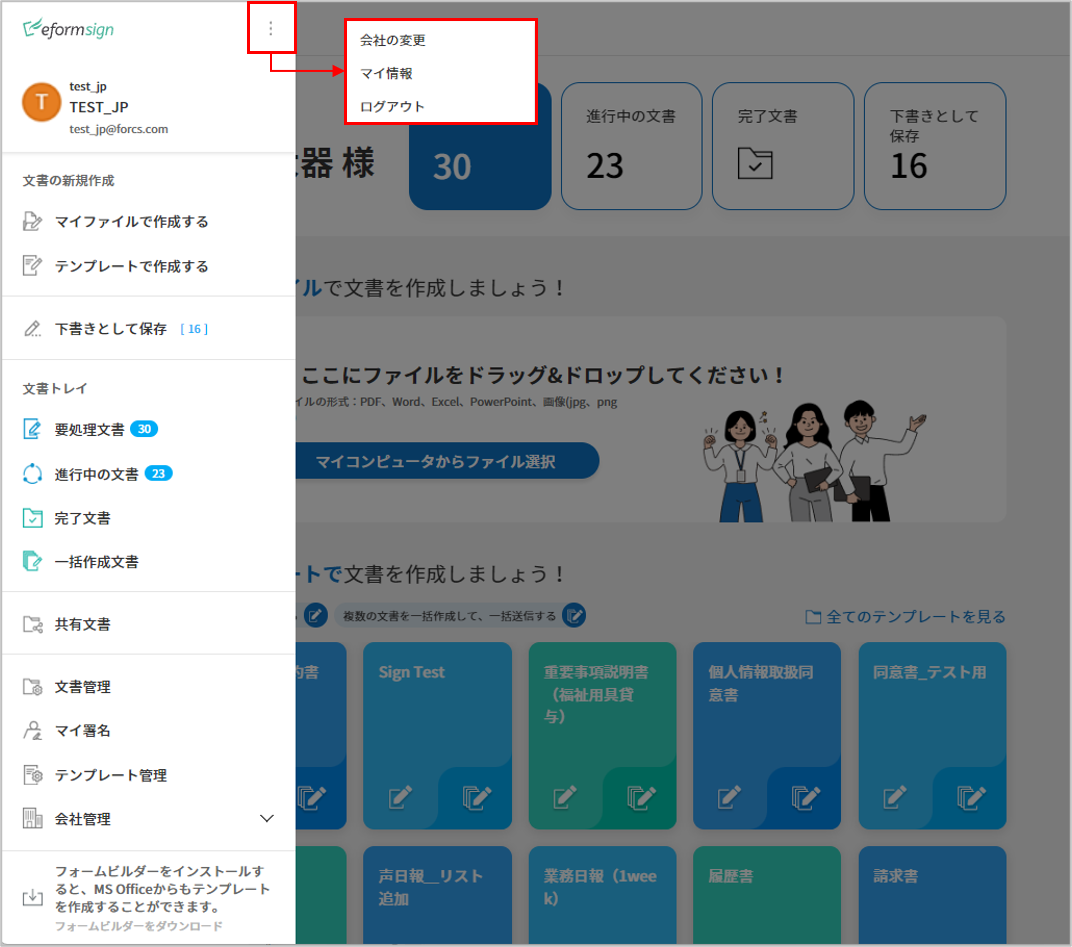 eformsign
会社の変更
マイ情報
ログアウト
T
test_jp
TEST_JP
test_jp@forcs.com
器 様
30
進行中の文書
23
完了文書
下書きとして
保存
16
文書の新規作成
マイファイルで作成する
テンプレートで作成する
下書きとして保存 [ 16 ]
文書トレイ
要処理文書 30
進行中の文書 23
完了文書
一括作成文書
共有文書
文書管理
マイ署名
テンプレート管理
会社管理
フォームビルダーをインストールす
ると、MS Officeからもテンプレート
を作成することができます。
フォームビルダーをダウンロード
イルで文書を作成しましょう！
ここにファイルをドラッグ&ドロップしてください！
イルの形式：PDF、Word、Excel、PowerPoint、画像(jpg、png
マイコンピュータからファイル選択
ートで文書を作成しましょう！
複数の文書を一括作成して、一括送信する
全てのテンプレートを見る
約書
Sign Test
重要事項説明書
（福祉用具貸
与）
個人情報取扱同
意書
同意書_テスト用
声日報__リスト
追加
業務日報（1wee
k）
履歴書
請求書